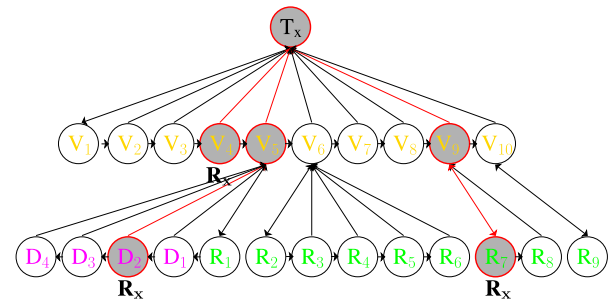 Tx
V1 V2 V3 V4 V5 V6 V7 V8 V9 V10
Rx
D4 D3 D2 D1 R1 R2 R3 R4 R5 R6 R7 R8 R9
Rx Rx